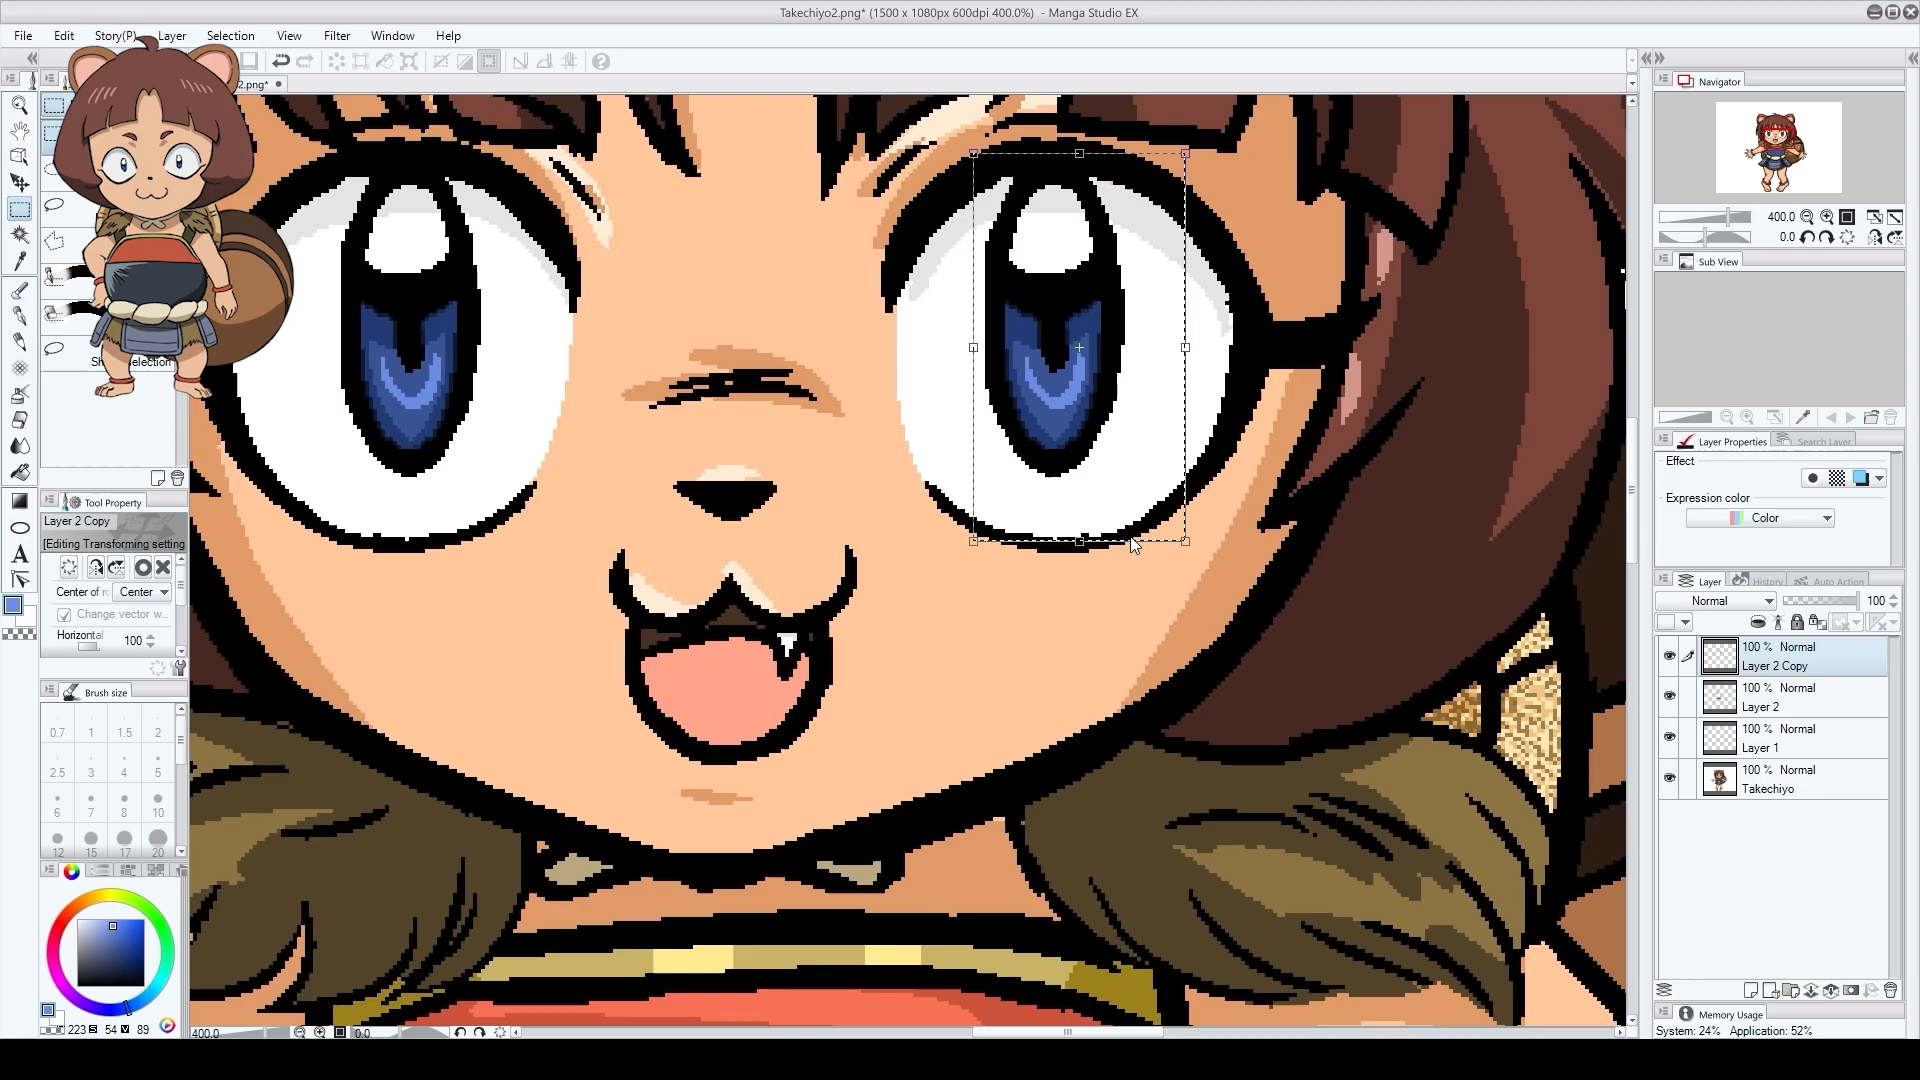 Takechiyo2.png* (1500 x 1080px 600dpi 400.0%) - Manga Studio EX
File Edit Story(P) Layer Selection View Filter Window Help
2.png*
Navigator
400.0
0.0
Sub View
Layer Properties Search Layer
Effect
Expression color
Color
Layer History Auto Action
Normal 100
100 % Normal
Layer 2 Copy
100 % Normal
Layer 2
100 % Normal
Layer 1
100 % Normal
Takechiyo
Memory Usage
System: 24% Application: 52%
election
Tool Property
Layer 2 Copy
[Editing Transforming setting
Center of r Center
Change vector w...
Horizontal
100
Brush size
0.7 1 1.5 2
2.5 3 4 5
6 7 8 10
12 15 17 20
223 S 54 V 89
400.0 0.0